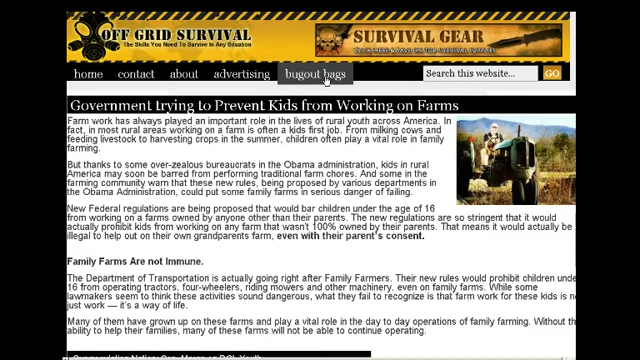 OFF GRID SURVIVAL
The Skills You Need To Survive In Any Situation
SURVIVAL GEAR
CLICK HERE & SAVE ON OUR SURVIVAL SUPPLIES
home contact about advertising bugout bags
Search this website... GO
Government trying to Prevent Kids from Working on Farms
Farm work has always played an important role in the lives of rural youth across America. In
fact, in most rural areas working on a farm is often a kids first job. From milking cows and
feeding livestock to harvesting crops in the summer, children often play a vital role in family
farming.
But thanks to some over-zealous bureaucrats in the Obama administration, kids in rural
America may soon be barred from performing traditional farm chores. And some in the
farming community warn that these new rules, being proposed by various departments in
the Obama Administration, could put some family farms in serious danger of failing.
New Federal regulations are being proposed that would bar children under the age of 16
from working on a farms owned by anyone other than their parents. The new regulations are so stringent that it would
actually prohibit kids from working on any farm that wasn't 100% owned by their parents. That means it would actually be
illegal to help out on their own grandparents farm, even with their parent's consent.
Family Farms Are not Immune.
The Department of Transportation is actually going right after Family Farmers. Their new rules would prohibit children unde
16 from operating tractors, four-wheelers, riding mowers and other machinery, even on family farms. While some
lawmakers seem to think these activities sound dangerous, what they fail to recognize is that farm work for these kids is no
just work – it's a way of life.
Many of them have grown up on these farms and play a vital role in the day to day operations of family farming. Without th
ability to help their families, many of these farms will not be able to continue operating.